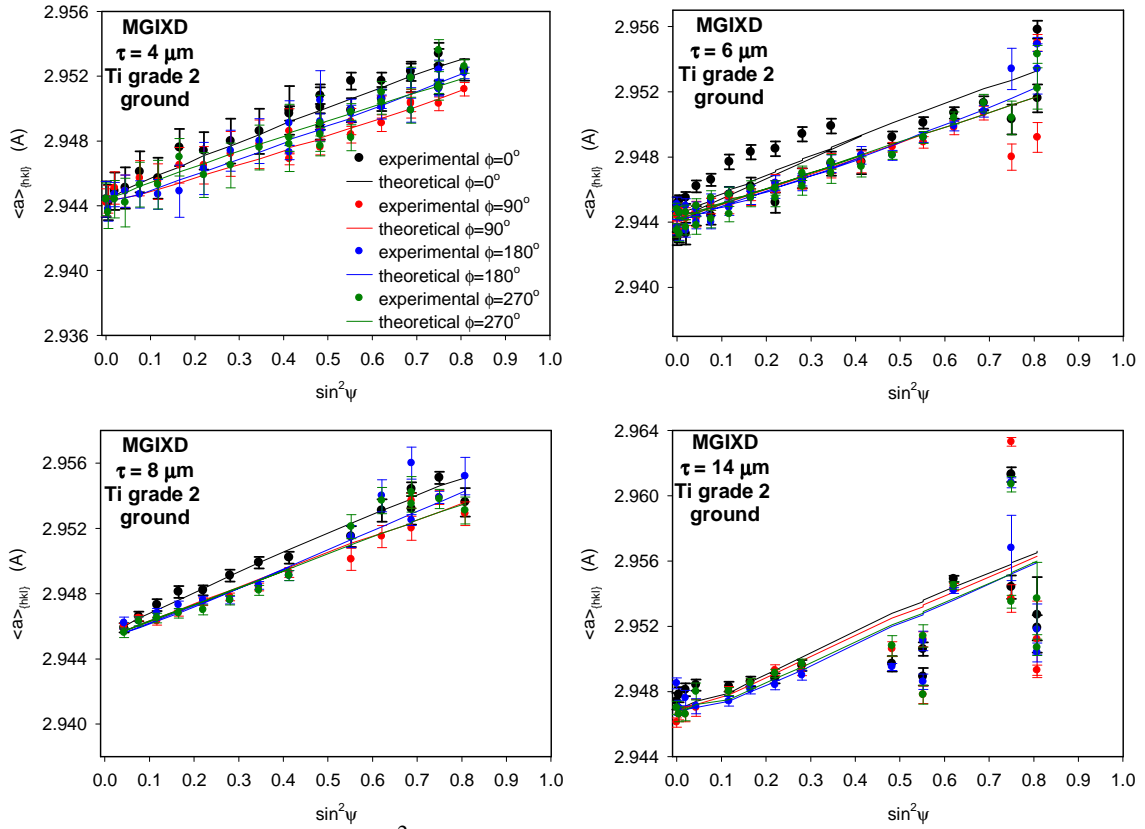 MGIXD
τ = 4 μm
Ti grade 2
ground
<a>{hkl} (A)
2.956
2.952
2.948
2.944
2.940
2.936
experimental ϕ=0°
theoretical ϕ=0°
experimental ϕ=90°
theoretical ϕ=90°
experimental ϕ=180°
theoretical ϕ=180°
experimental ϕ=270°
theoretical ϕ=270°
0.0 0.1 0.2 0.3 0.4 0.5 0.6 0.7 0.8 0.9 1.0
sin²ψ
MGIXD
τ = 6 μm
Ti grade 2
ground
<a>{hkl} (A)
2.956
2.952
2.948
2.944
2.940
0.0 0.1 0.2 0.3 0.4 0.5 0.6 0.7 0.8 0.9 1.0
sin²ψ
MGIXD
τ = 8 μm
Ti grade 2
ground
<a>{hkl} (A)
2.956
2.952
2.948
2.944
2.940
0.0 0.1 0.2 0.3 0.4 0.5 0.6 0.7 0.8 0.9 1.0
sin²ψ
MGIXD
τ = 14 μm
Ti grade 2
ground
<a>{hkl} (A)
2.964
2.960
2.956
2.952
2.948
2.944
0.0 0.1 0.2 0.3 0.4 0.5 0.6 0.7 0.8 0.9 1.0
sin²ψ
2